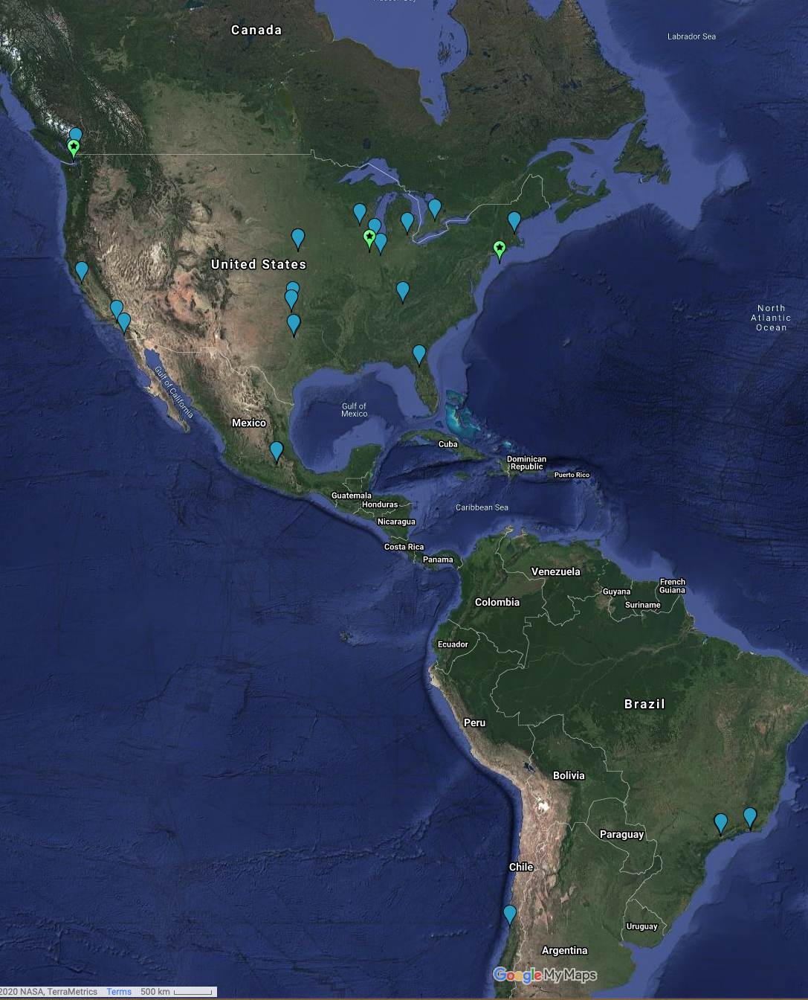 Hudson Bay
Canada
Labrador Sea
United States
North
Atlantic
Ocean
Gulf of California
Gulf of
Mexico
Mexico
Cuba
Dominican
Republic
Puerto Rico
Guatemala
Honduras
Caribbean Sea
Nicaragua
Costa Rica
Panama
Venezuela
French
Guiana
Guyana
Colombia
Suriname
Ecuador
Brazil
Peru
Bolivia
Paraguay
Chile
Uruguay
Argentina
Google My Maps
2020 NASA, TerraMetrics Terms 500 km